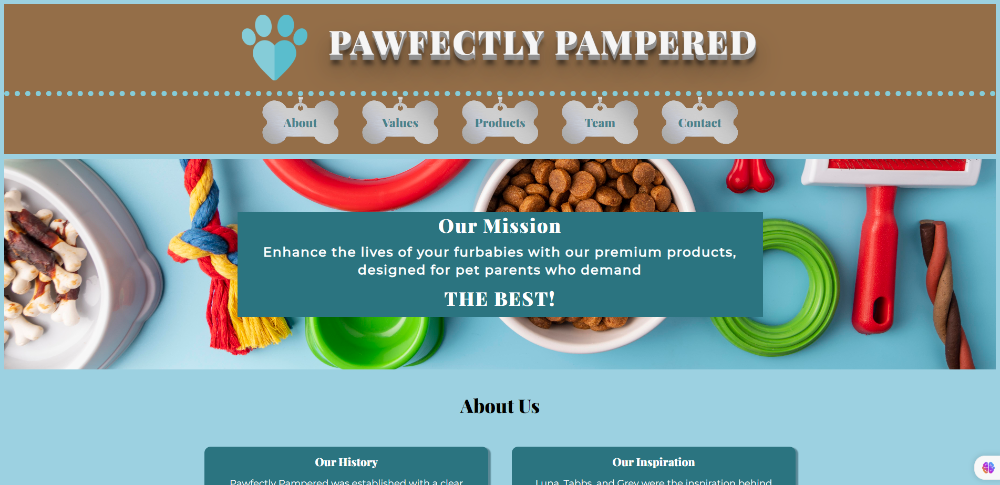 PAWFECTLY PAMPERED
About Values Products Team Contact
Our Mission
Enhance the lives of your furbabies with our premium products,
designed for pet parents who demand
THE BEST!
About Us
Our History
Pawfectly Pampered was established with a clear
Our Inspiration
Luna, Tabbs, and Grey were the inspiration behind